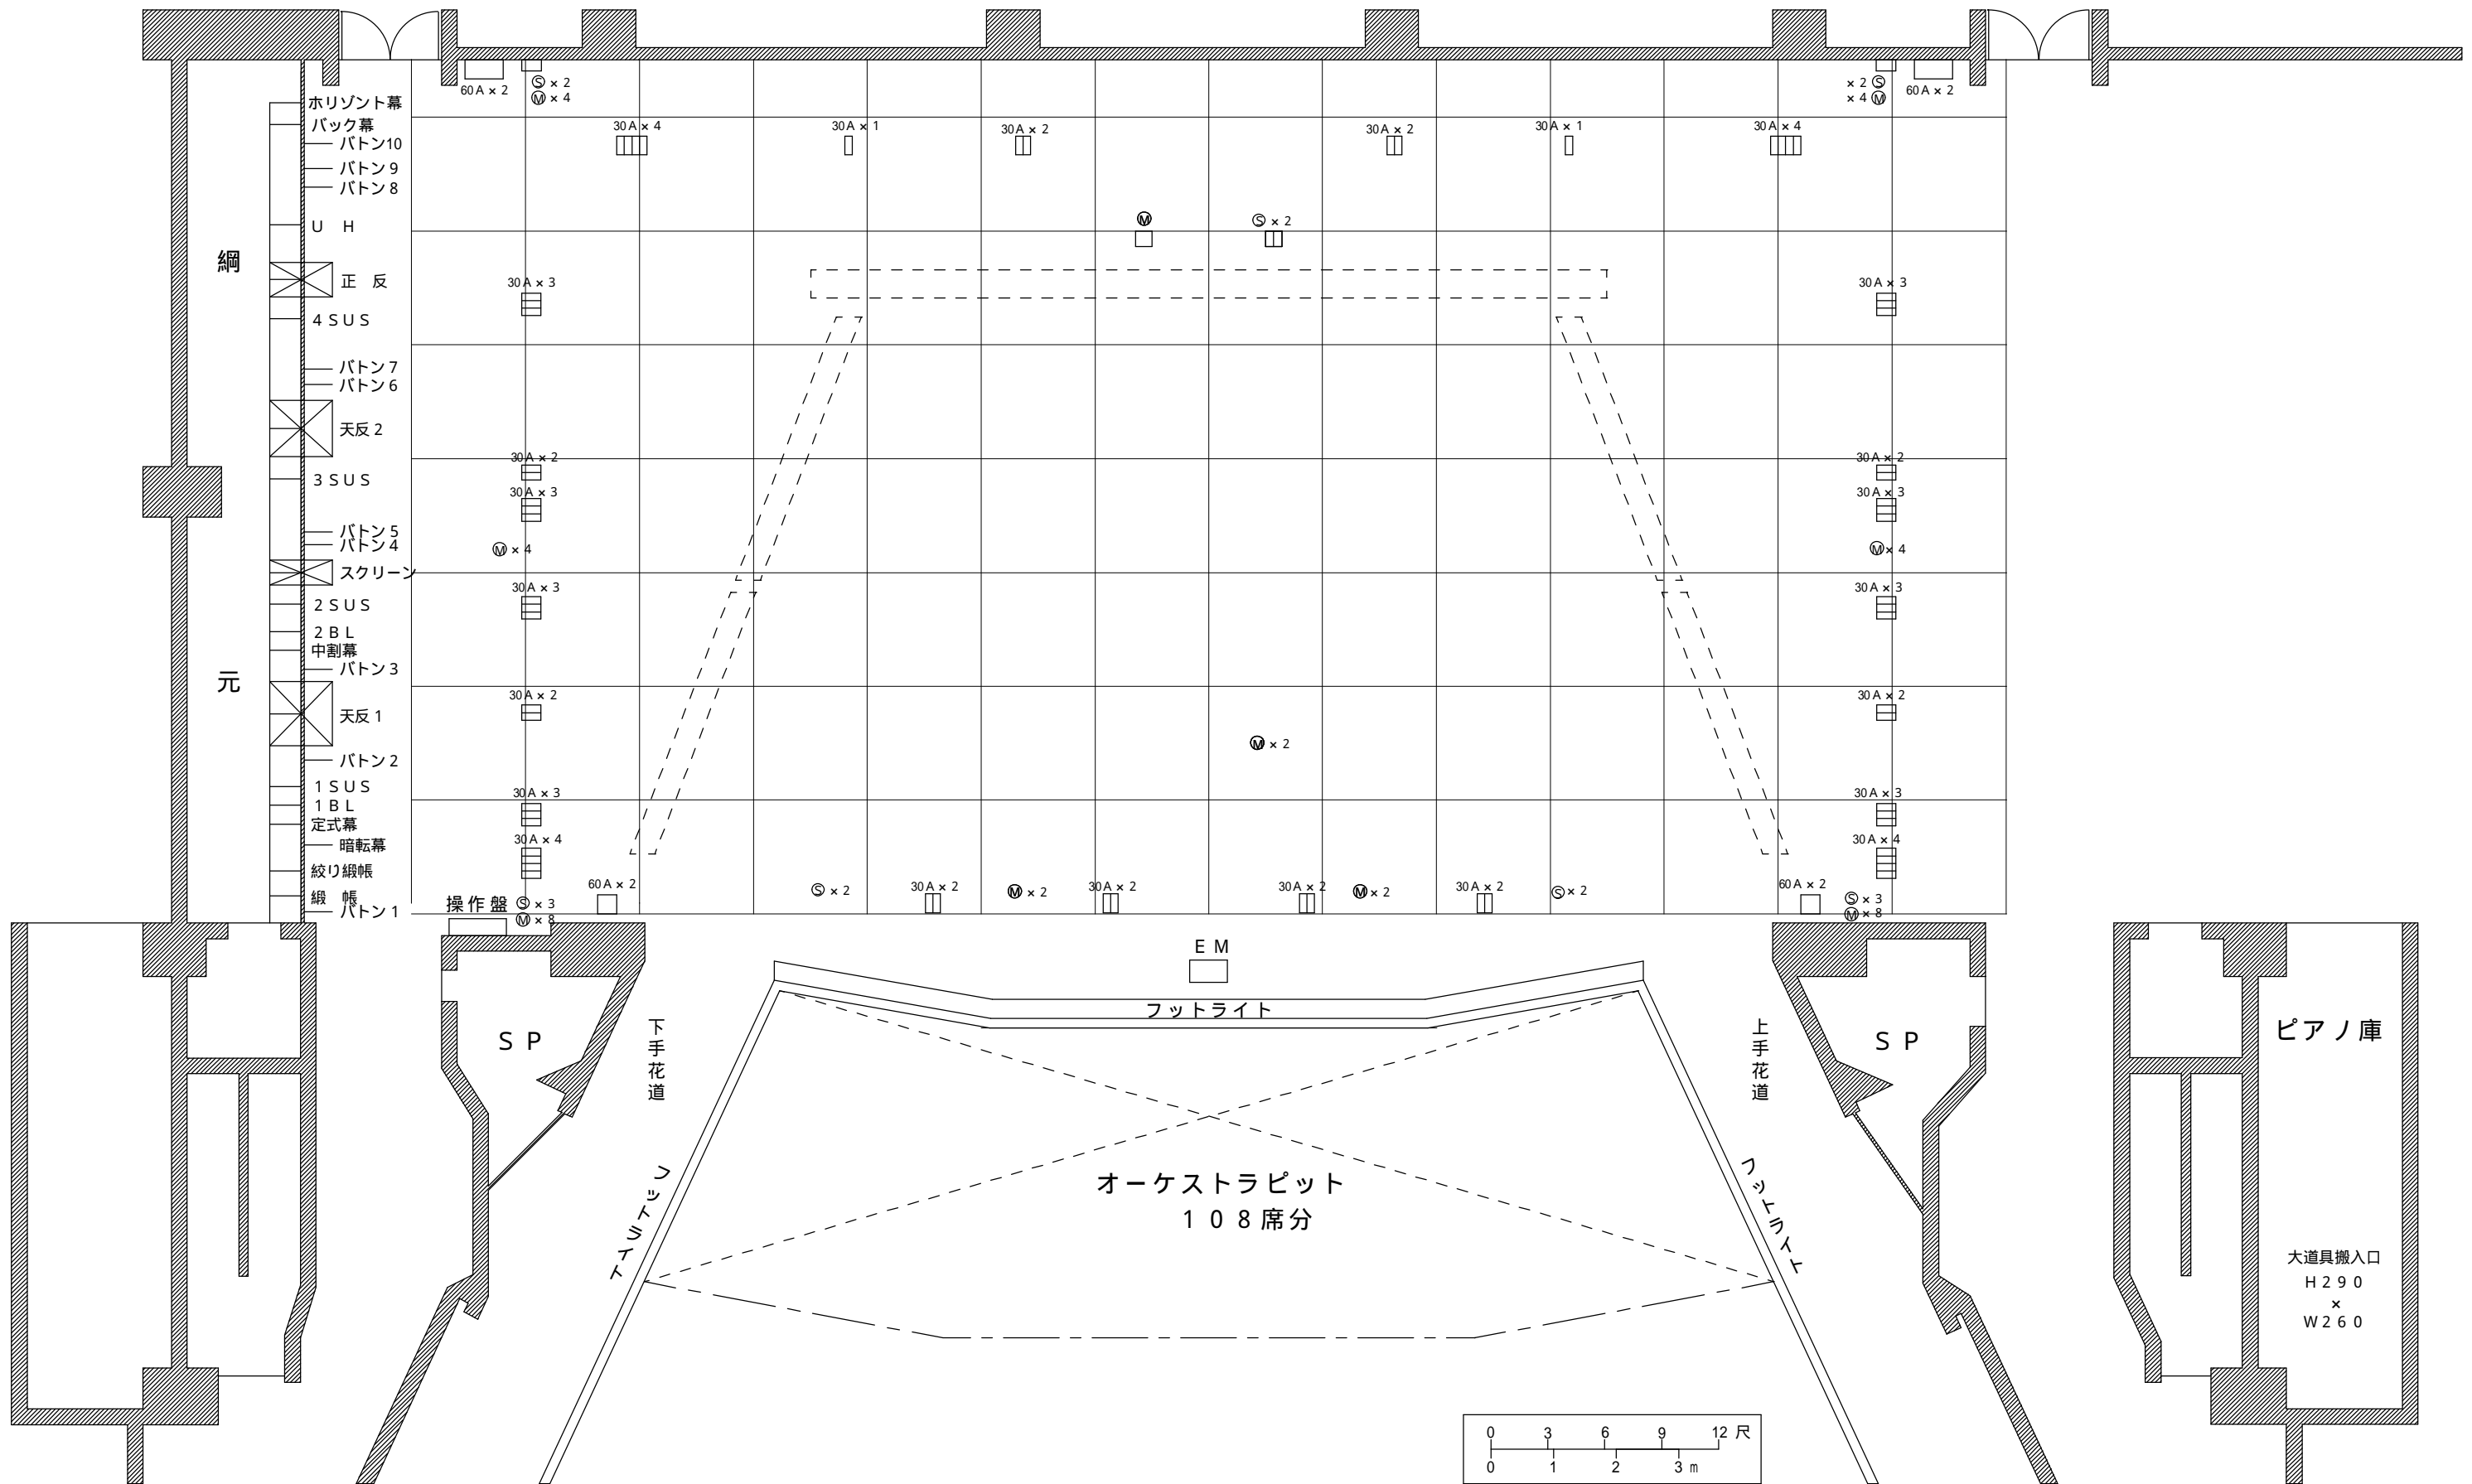 60A×2
Ⓢ×2
Ⓜ×4
×2Ⓢ
×4Ⓜ
60A×2
ホリゾント幕
バック幕
バトン10
バトン9
バトン8
U H
正 反
4SUS
バトン7
バトン6
天反2
3SUS
バトン5
バトン4
スクリーン
2SUS
2BL
中割幕
バトン3
天反1
バトン2
1SUS
1BL
定式幕
暗転幕
絞り緞帳
緞 帳
バトン1
綱
元
30A×4
30A×1
30A×2
30A×2
30A×1
30A×4
Ⓜ
Ⓢ×2
30A×3
30A×3
30A×2
30A×2
30A×3
30A×3
Ⓜ×4
Ⓜ×4
30A×3
30A×3
30A×2
30A×2
Ⓜ×2
30A×3
30A×3
30A×4
30A×4
操作盤
Ⓢ×3
Ⓜ×8
60A×2
Ⓢ×2
30A×2
Ⓜ×2
30A×2
30A×2
Ⓜ×2
30A×2
Ⓢ×2
60A×2
Ⓢ×3
Ⓜ×8
EM
フットライト
SP
下手花道
上手花道
SP
ピアノ庫
フットライト
フットライト
オーケストラピット
108席分
大道具搬入口
H290
×
W260
0 3 6 9 12 尺
0 1 2 3 m